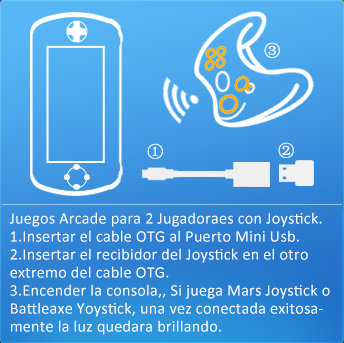 ③
①
②
Juegos Arcade para 2 Jugadoraes con Joystick.
1.Insertar el cable OTG al Puerto Mini Usb.
2.Insertar el recibidor del Joystick en el otro
extremo del cable OTG.
3.Encender la consola,, Si juega Mars Joystick o
Battleaxe Yoystick, una vez conectada exitosa-
mente la luz quedara brillando.